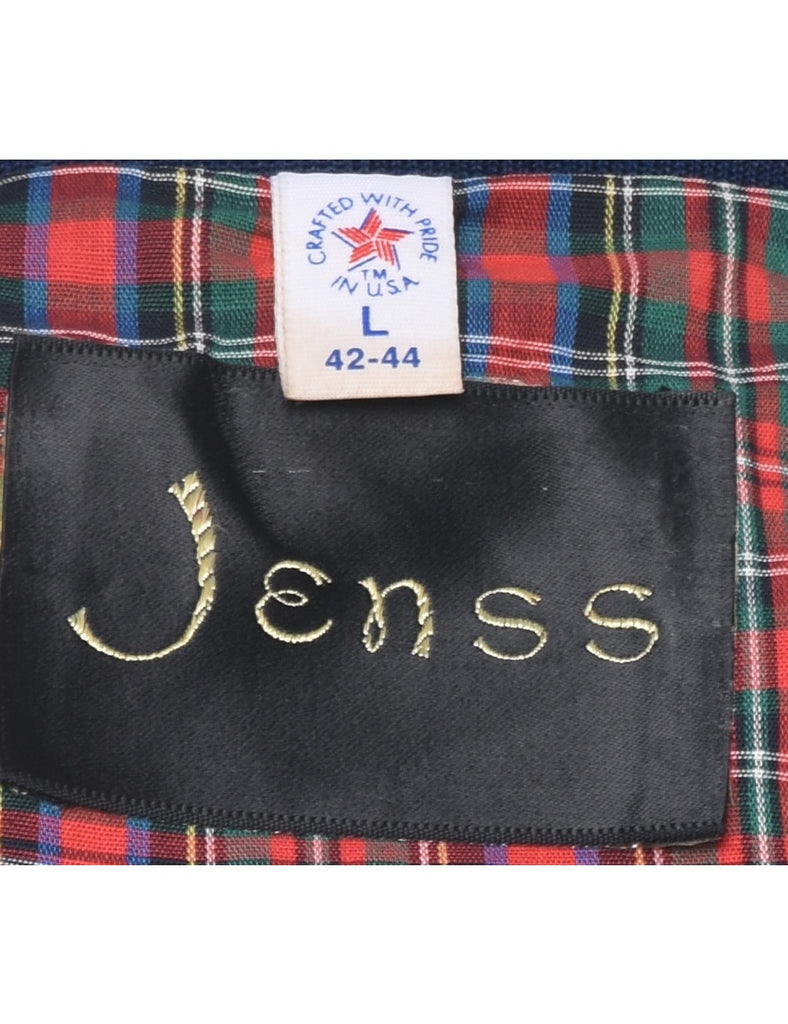 CRAFTED WITH PRIDE
TM
IN U.S.A
L
42-44
Jenss